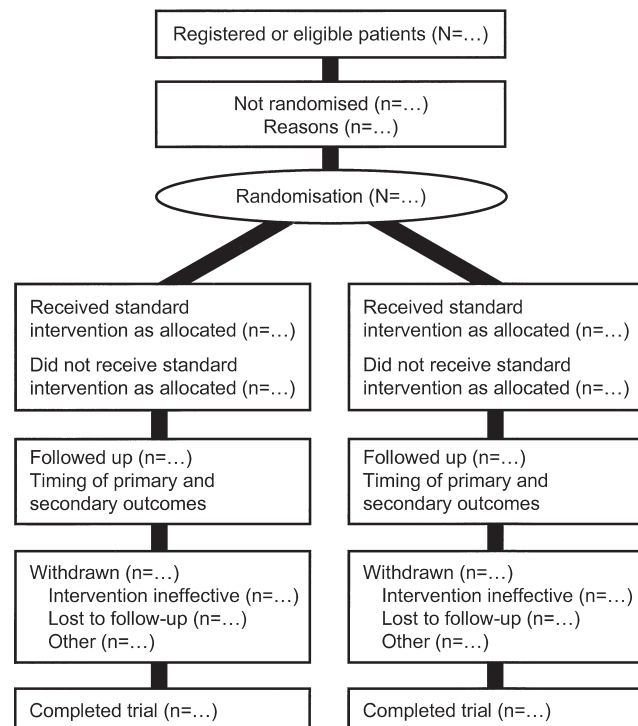 Registered or eligible patients (N=…)
Not randomised (n=…)
Reasons (n=…)
Randomisation (N=…)
Received standard
intervention as allocated (n=…)
Did not receive standard
intervention as allocated (n=…)
Received standard
intervention as allocated (n=…)
Did not receive standard
intervention as allocated (n=…)
Followed up (n=…)
Timing of primary and
secondary outcomes
Followed up (n=…)
Timing of primary and
secondary outcomes
Withdrawn (n=…)
Intervention ineffective (n=…)
Lost to follow-up (n=…)
Other (n=…)
Withdrawn (n=…)
Intervention ineffective (n=…)
Lost to follow-up (n=…)
Other (n=…)
Completed trial (n=…)
Completed trial (n=…)